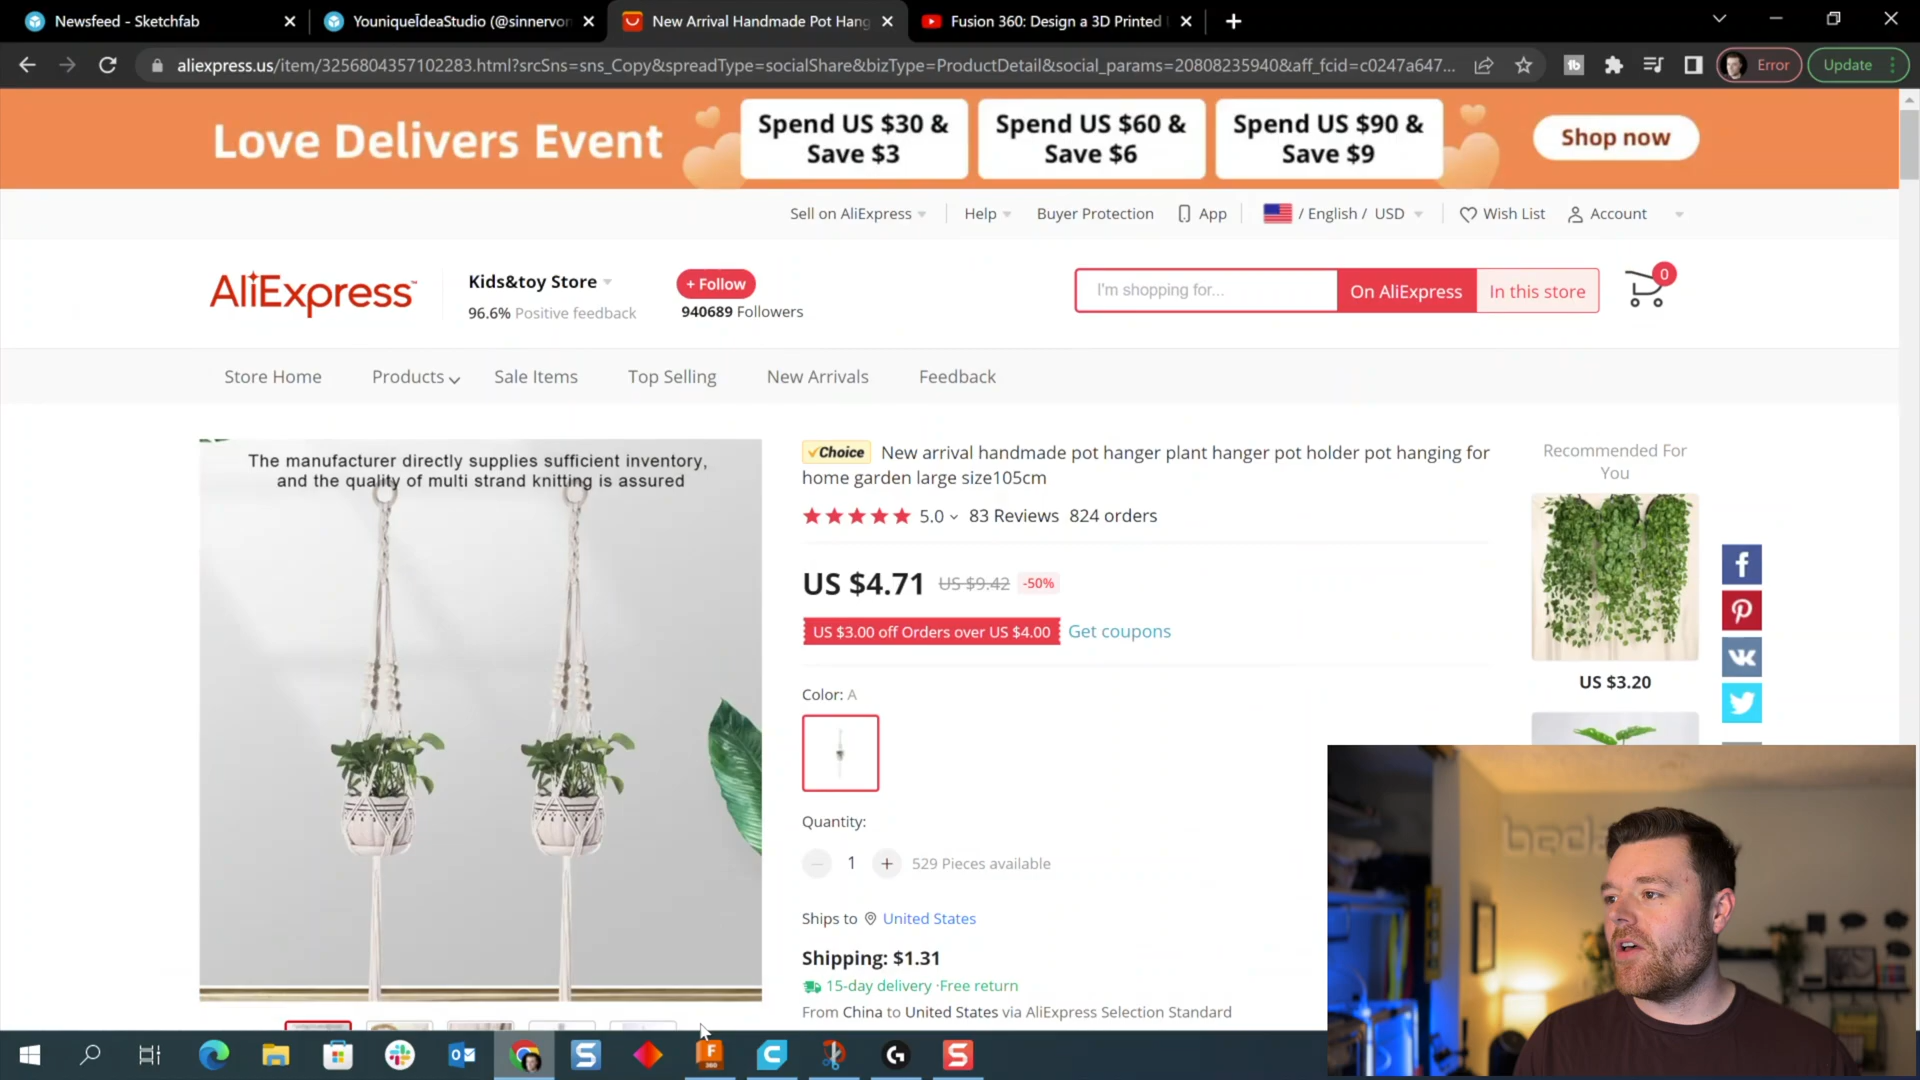 Newsfeed - Sketchfab
YouniqueIdeaStudio (@sinnervon
New Arrival Handmade Pot Hang
Fusion 360: Design a 3D Printed
aliexpress.us/item/3256804357102283.html?srcSns=sns_Copy&spreadType=socialShare&bizType=ProductDetail&social_params=20808235940&aff_fcid=c0247a647...
Error
Update
Love Delivers Event
Spend US $30 &
Save $3
Spend US $60 &
Save $6
Spend US $90 &
Save $9
Shop now
Sell on AliExpress
Help
Buyer Protection
App
/ English / USD
Wish List
Account
AliExpress™
Kids&toy Store
96.6% Positive feedback
+ Follow
940689 Followers
I'm shopping for...
On AliExpress
In this store
0
Store Home
Products
Sale Items
Top Selling
New Arrivals
Feedback
The manufacturer directly supplies sufficient inventory,
and the quality of multi strand knitting is assured
Choice New arrival handmade pot hanger plant hanger pot holder pot hanging for
home garden large size105cm
5.0 83 Reviews 824 orders
US $4.71 US $9.42 -50%
US $3.00 off Orders over US $4.00 Get coupons
Color: A
Quantity:
1
529 Pieces available
Ships to United States
Shipping: $1.31
15-day delivery ·Free return
From China to United States via AliExpress Selection Standard
Recommended For
You
US $3.20